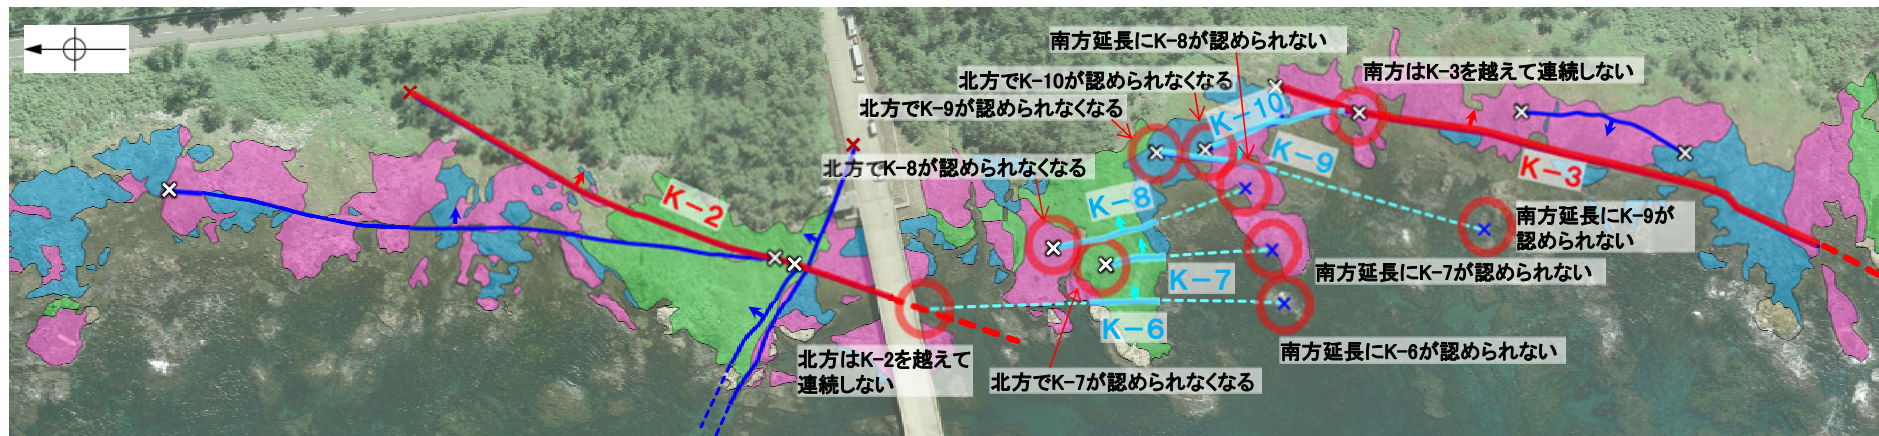 南方延長にK-8が認められない
北方でK-10が認められなくなる
南方はK-3を越えて連続しない
北方でK-9が認められなくなる
K-10
K-9
北方でK-8が認められなくなる
K-3
K-2
K-8
南方延長にK-9が
認められない
K-7
南方延長にK-7が認められない
K-6
北方はK-2を越えて
連続しない
北方でK-7が認められなくなる
南方延長にK-6が認められない